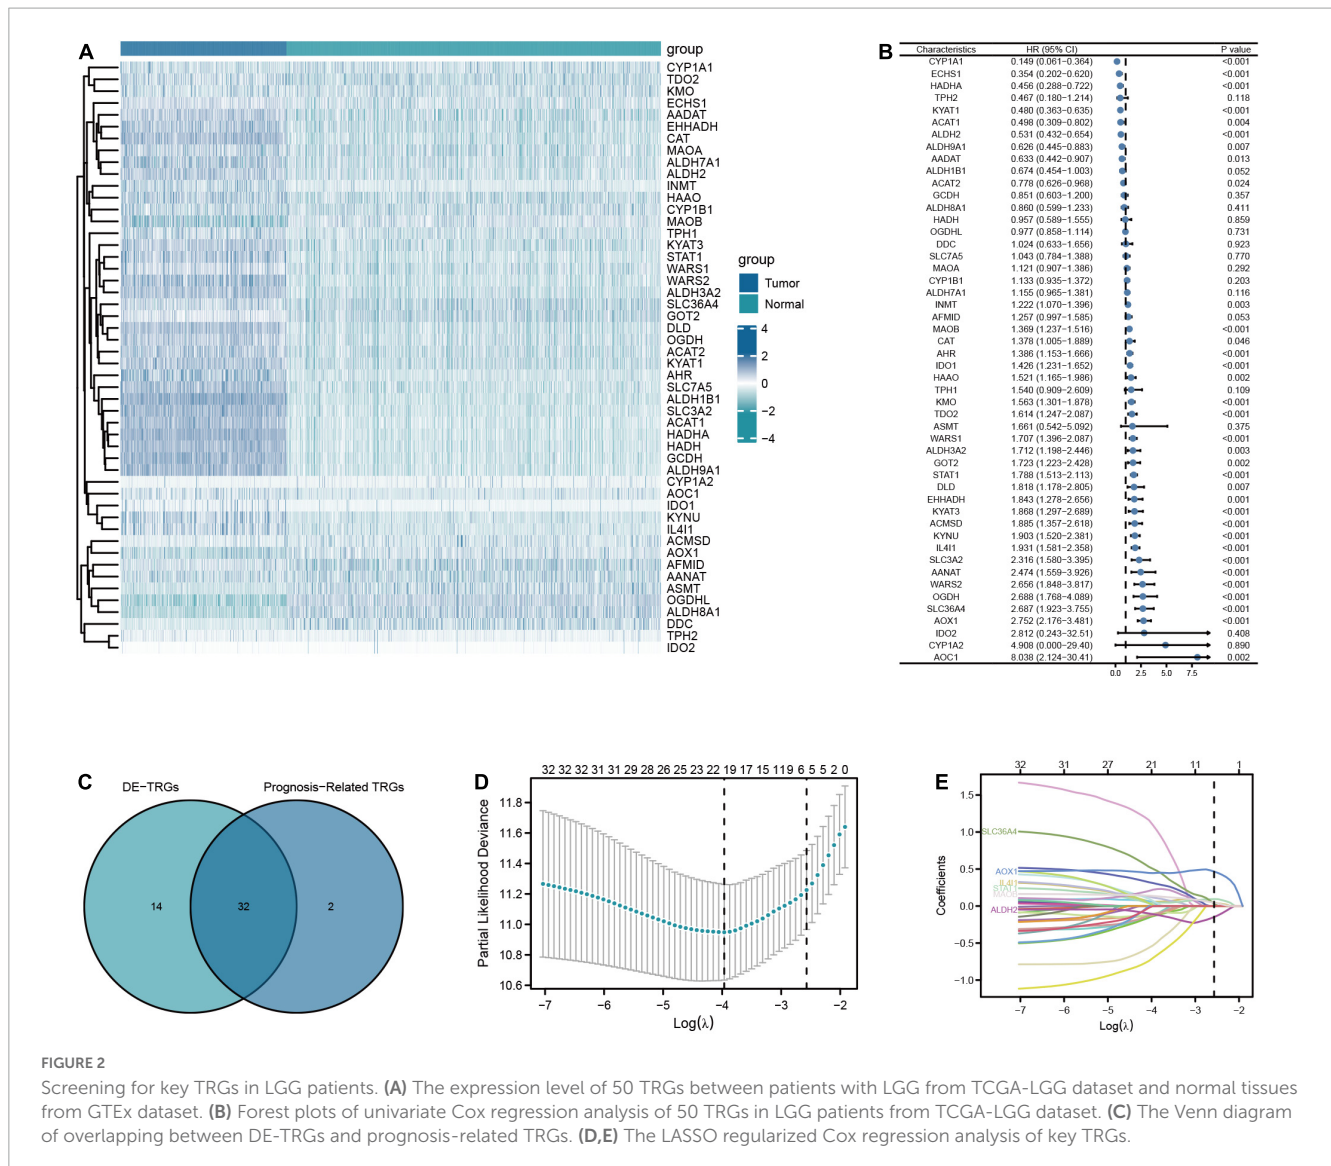 A
group
CYP1A1
TDO2
KMO
ECHS1
AADAT
EHHADH
CAT
MAOA
ALDH7A1
ALDH2
INMT
HAAO
CYP1B1
MAOB
TPH1
KYAT3
STAT1
WARS1
WARS2
ALDH3A2
SLC36A4
GOT2
DLD
OGDH
ACAT2
KYAT1
AHR
SLC7A5
ALDH1B1
SLC3A2
ACAT1
HADHA
HADH
GCDH
ALDH9A1
CYP1A2
AOC1
IDO1
KYNU
IL4I1
ACMSD
AOX1
AFMID
AANAT
ASMT
OGDHL
ALDH8A1
DDC
TPH2
IDO2
group
Tumor
Normal
4
2
0
−2
−4
B
Characteristics HR (95% CI) P value
CYP1A1 0.149 (0.061−0.364) <0.001
ECHS1 0.354 (0.202−0.620) <0.001
HADHA 0.456 (0.288−0.722) <0.001
TPH2 0.467 (0.180−1.214) 0.118
KYAT1 0.480 (0.363−0.635) <0.001
ACAT1 0.498 (0.309−0.802) 0.004
ALDH2 0.531 (0.432−0.654) <0.001
ALDH9A1 0.626 (0.445−0.883) 0.007
AADAT 0.633 (0.442−0.907) 0.013
ALDH1B1 0.674 (0.454−1.003) 0.052
ACAT2 0.778 (0.626−0.968) 0.024
GCDH 0.851 (0.603−1.200) 0.357
ALDH8A1 0.860 (0.599−1.233) 0.411
HADH 0.957 (0.589−1.555) 0.859
OGDHL 0.977 (0.858−1.114) 0.731
DDC 1.024 (0.633−1.656) 0.923
SLC7A5 1.043 (0.784−1.388) 0.770
MAOA 1.121 (0.907−1.386) 0.292
CYP1B1 1.133 (0.935−1.372) 0.203
ALDH7A1 1.155 (0.965−1.381) 0.116
INMT 1.222 (1.070−1.396) 0.003
AFMID 1.257 (0.997−1.585) 0.053
MAOB 1.369 (1.237−1.516) <0.001
CAT 1.378 (1.005−1.889) 0.046
AHR 1.386 (1.153−1.666) <0.001
IDO1 1.426 (1.231−1.652) <0.001
HAAO 1.521 (1.165−1.986) 0.002
TPH1 1.540 (0.909−2.609) 0.109
KMO 1.563 (1.301−1.878) <0.001
TDO2 1.614 (1.247−2.087) <0.001
ASMT 1.661 (0.542−5.092) 0.375
WARS1 1.707 (1.396−2.087) <0.001
ALDH3A2 1.712 (1.198−2.446) 0.003
GOT2 1.723 (1.223−2.428) 0.002
STAT1 1.788 (1.513−2.113) <0.001
DLD 1.818 (1.178−2.805) 0.007
EHHADH 1.843 (1.278−2.656) 0.001
KYAT3 1.868 (1.297−2.689) <0.001
ACMSD 1.885 (1.357−2.618) <0.001
KYNU 1.903 (1.520−2.381) <0.001
IL4I1 1.931 (1.581−2.358) <0.001
SLC3A2 2.316 (1.580−3.395) <0.001
AANAT 2.474 (1.559−3.926) <0.001
WARS2 2.656 (1.848−3.817) <0.001
OGDH 2.688 (1.768−4.089) <0.001
SLC36A4 2.687 (1.923−3.755) <0.001
AOX1 2.752 (2.176−3.481) <0.001
IDO2 2.812 (0.243−32.51) 0.408
CYP1A2 4.908 (0.000−29.40) 0.890
AOC1 8.038 (2.124−30.41) 0.002
0.0 2.5 5.0 7.5
C
DE−TRGs Prognosis−Related TRGs
14 32 2
D
32 32 32 31 31 29 28 26 25 23 22 19 17 15 11 9 6 5 5 2 0
11.8
11.6
11.4
11.2
11.0
10.8
10.6
Partial Likelihood Deviance
−7 −6 −5 −4 −3 −2
Log(λ)
E
32 31 27 21 11 1
1.5
1.0
0.5
0.0
−0.5
−1.0
Coefficients
SLC36A4
AOX1
IL4I1
ALDH2
−7 −6 −5 −4 −3 −2
Log(λ)
FIGURE 2
Screening for key TRGs in LGG patients. (A) The expression level of 50 TRGs between patients with LGG from TCGA-LGG dataset and normal tissues
from GTEx dataset. (B) Forest plots of univariate Cox regression analysis of 50 TRGs in LGG patients from TCGA-LGG dataset. (C) The Venn diagram
of overlapping between DE-TRGs and prognosis-related TRGs. (D,E) The LASSO regularized Cox regression analysis of key TRGs.